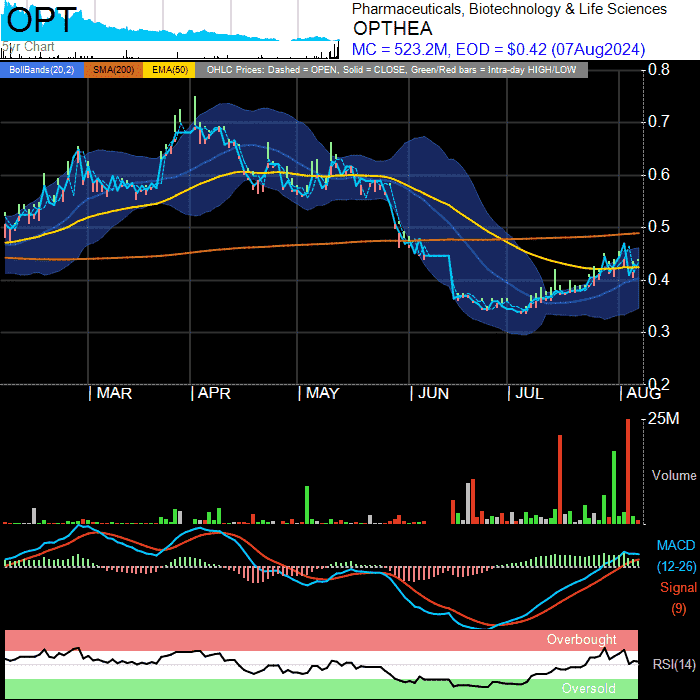 OPT
5yr Chart
Pharmaceuticals, Biotechnology & Life Sciences
OPTHEA
MC = 523.2M, EOD = $0.42 (07Aug2024)
BollBands(20,2) SMA(200) EMA(50) OHLC Prices: Dashed = OPEN, Solid = CLOSE, Green/Red bars = Intra-day HIGH/LOW
0.8
0.7
0.6
0.5
0.4
0.3
0.2
MAR APR MAY JUN JUL AUG
25M
Volume
MACD
(12-26)
Signal
(9)
Overbought
RSI(14)
Oversold